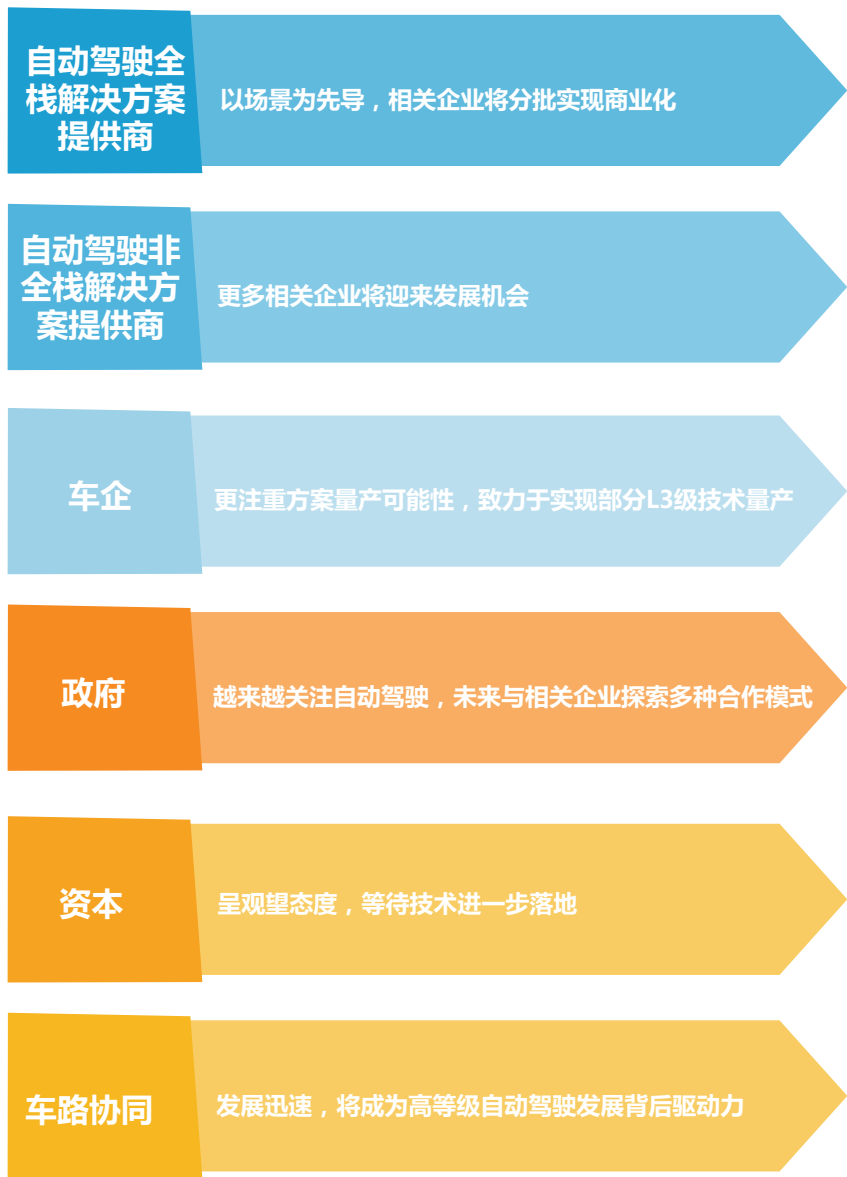 自动驾驶全
栈解决方案
提供商
以场景为先导，相关企业将分批实现商业化
自动驾驶非
全栈解决方
案提供商
更多相关企业将迎来发展机会
车企
更注重方案量产可能性，致力于实现部分L3级技术量产
政府
越来越关注自动驾驶，未来与相关企业探索多种合作模式
资本
呈观望态度，等待技术进一步落地
车路协同
发展迅速，将成为高等级自动驾驶发展背后驱动力